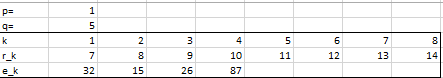 p= 1
q= 5
k 1 2 3 4 5 6 7 8
r_k 7 8 9 10 11 12 13 14
e_k 32 15 26 87